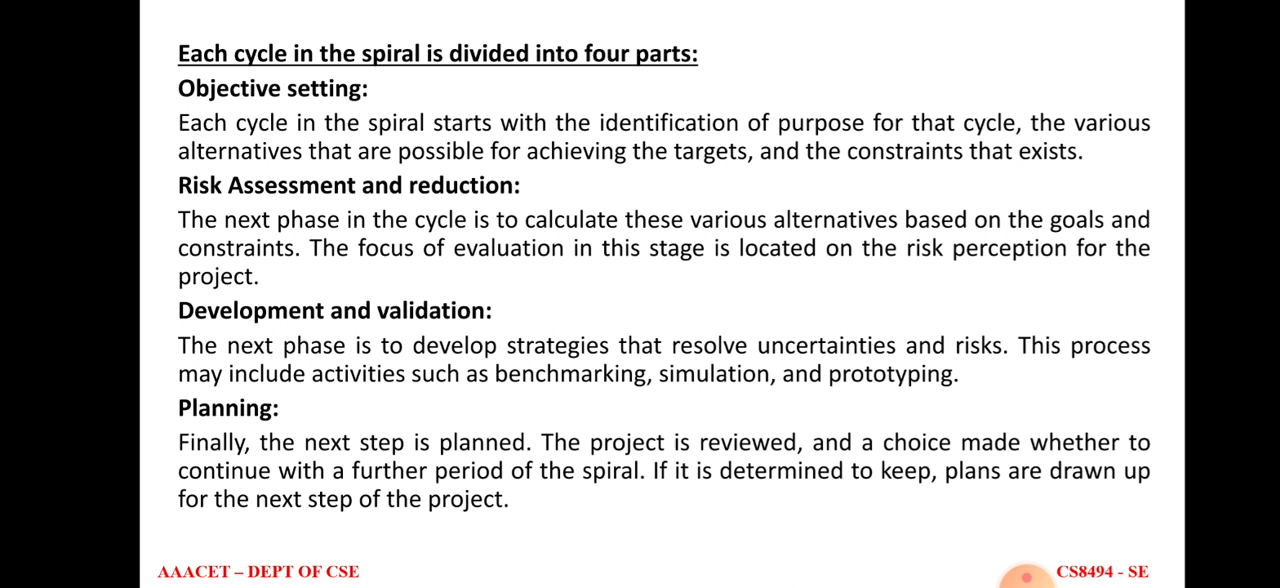 Each cycle in the spiral is divided into four parts:
Objective setting:
Each cycle in the spiral starts with the identification of purpose for that cycle, the various
alternatives that are possible for achieving the targets, and the constraints that exists.
Risk Assessment and reduction:
The next phase in the cycle is to calculate these various alternatives based on the goals and
constraints. The focus of evaluation in this stage is located on the risk perception for the
project.
Development and validation:
The next phase is to develop strategies that resolve uncertainties and risks. This process
may include activities such as benchmarking, simulation, and prototyping.
Planning:
Finally, the next step is planned. The project is reviewed, and a choice made whether to
continue with a further period of the spiral. If it is determined to keep, plans are drawn up
for the next step of the project.
AAACET – DEPT OF CSE
CS8494 - SE